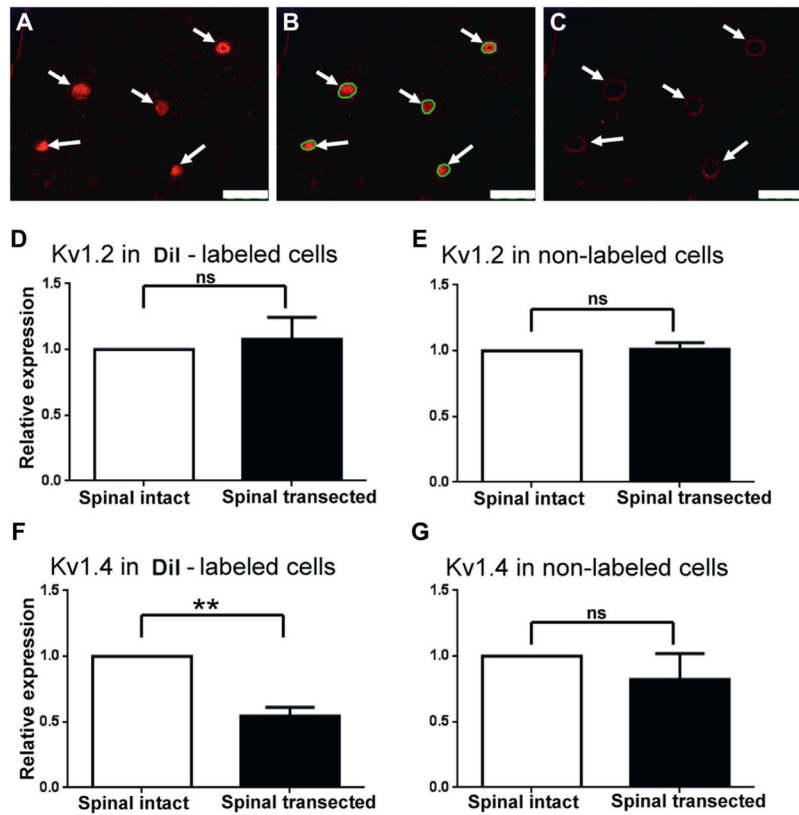 A
B
C
D
Kv1.2 in DiI - labeled cells
ns
Relative expression
1.5
1.0
0.5
0.0
Spinal intact
Spinal transected
E
Kv1.2 in non-labeled cells
ns
1.5
1.0
0.5
0.0
Spinal intact
Spinal transected
F
Kv1.4 in DiI - labeled cells
**
Relative expression
1.5
1.0
0.5
0.0
Spinal intact
Spinal transected
G
Kv1.4 in non-labeled cells
ns
1.5
1.0
0.5
0.0
Spinal intact
Spinal transected